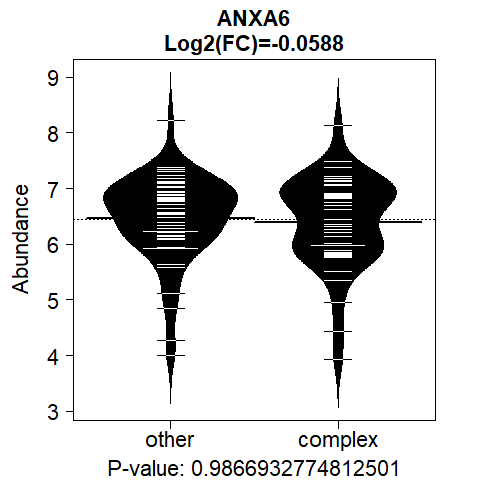 ANXA6
Log2(FC)=-0.0588
Abundance
9
8
7
6
5
4
3
other complex
P-value: 0.9866932774812501